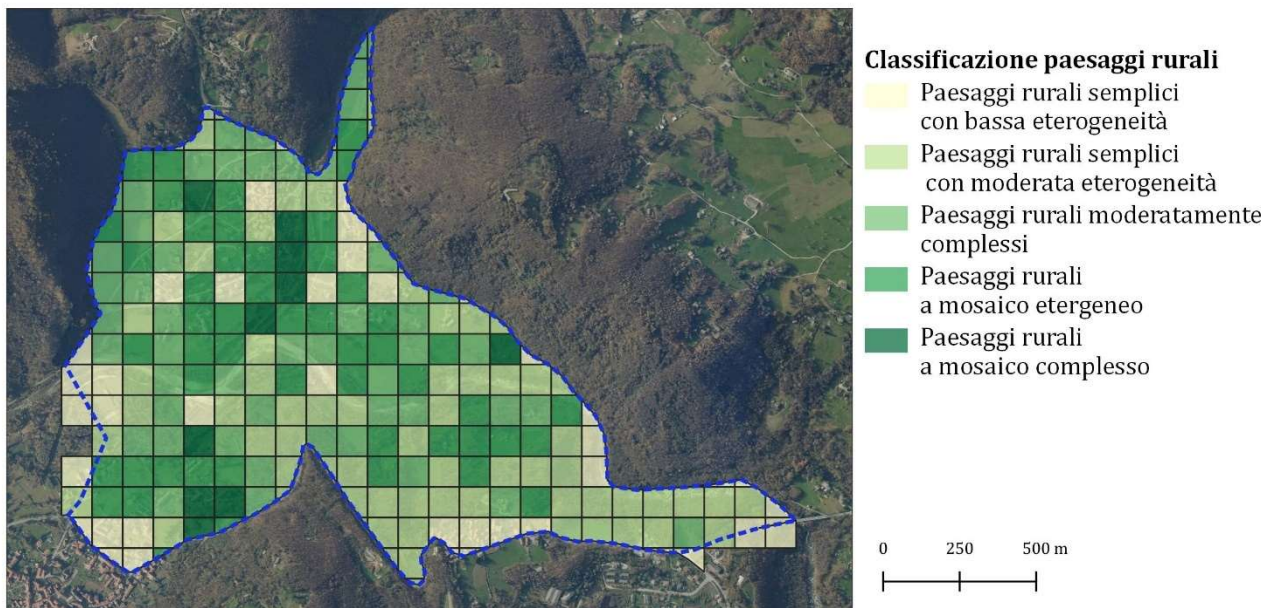 Classificazione paesaggi rurali
Paesaggi rurali semplici
con bassa eterogeneità
Paesaggi rurali semplici
con moderata eterogeneità
Paesaggi rurali moderatamente
complessi
Paesaggi rurali
a mosaico etergeneo
Paesaggi rurali
a mosaico complesso
0 250 500 m